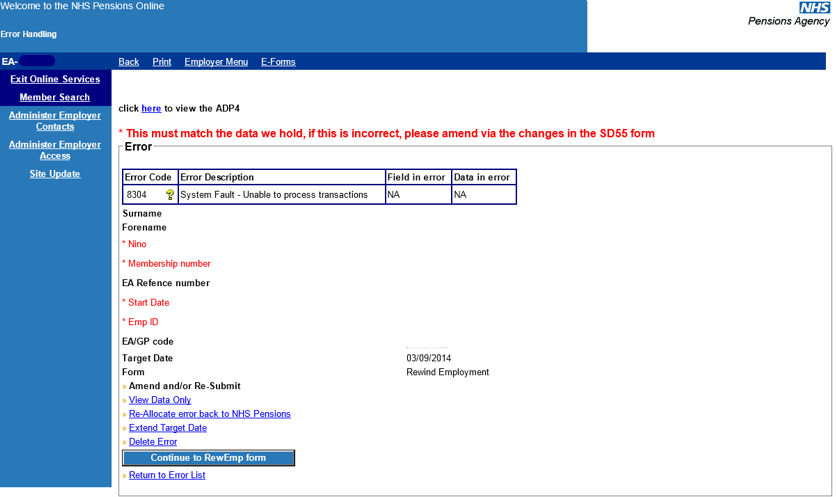 Welcome to the NHS Pensions Online
NHS
Pensions Agency
Error Handling
EA-
Back Print Employer Menu E-Forms
Exit Online Services
Member Search
Administer Employer
Contacts
Administer Employer
Access
Site Update
click here to view the ADP4
* This must match the data we hold, if this is incorrect, please amend via the changes in the SD55 form
Error
Error Code Error Description Field in error Data in error
8304 ? System Fault - Unable to process transactions NA NA
Surname
Forename
* Nino
* Membership number
EA Refence number
* Start Date
* Emp ID
EA/GP code
Target Date 03/09/2014
Form Rewind Employment
» Amend and/or Re-Submit
» View Data Only
» Re-Allocate error back to NHS Pensions
» Extend Target Date
» Delete Error
Continue to RewEmp form
» Return to Error List